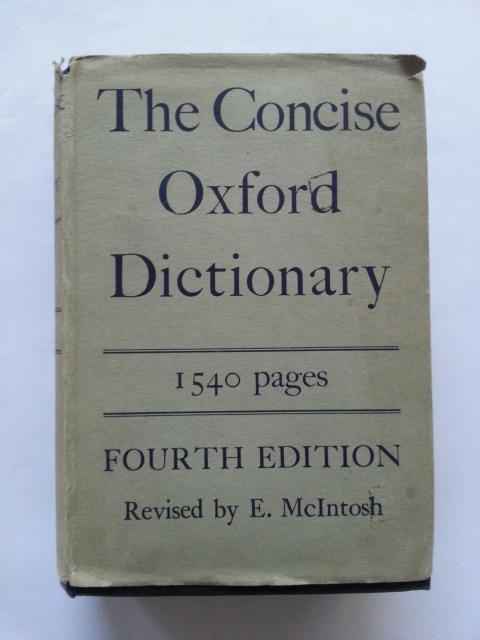 The Concise
Oxford
Dictionary
1540 pages
FOURTH EDITION
Revised by E. McIntosh